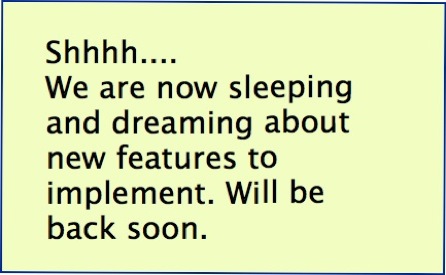 Shhhh....
We are now sleeping
and dreaming about
new features to
implement. Will be
back soon.